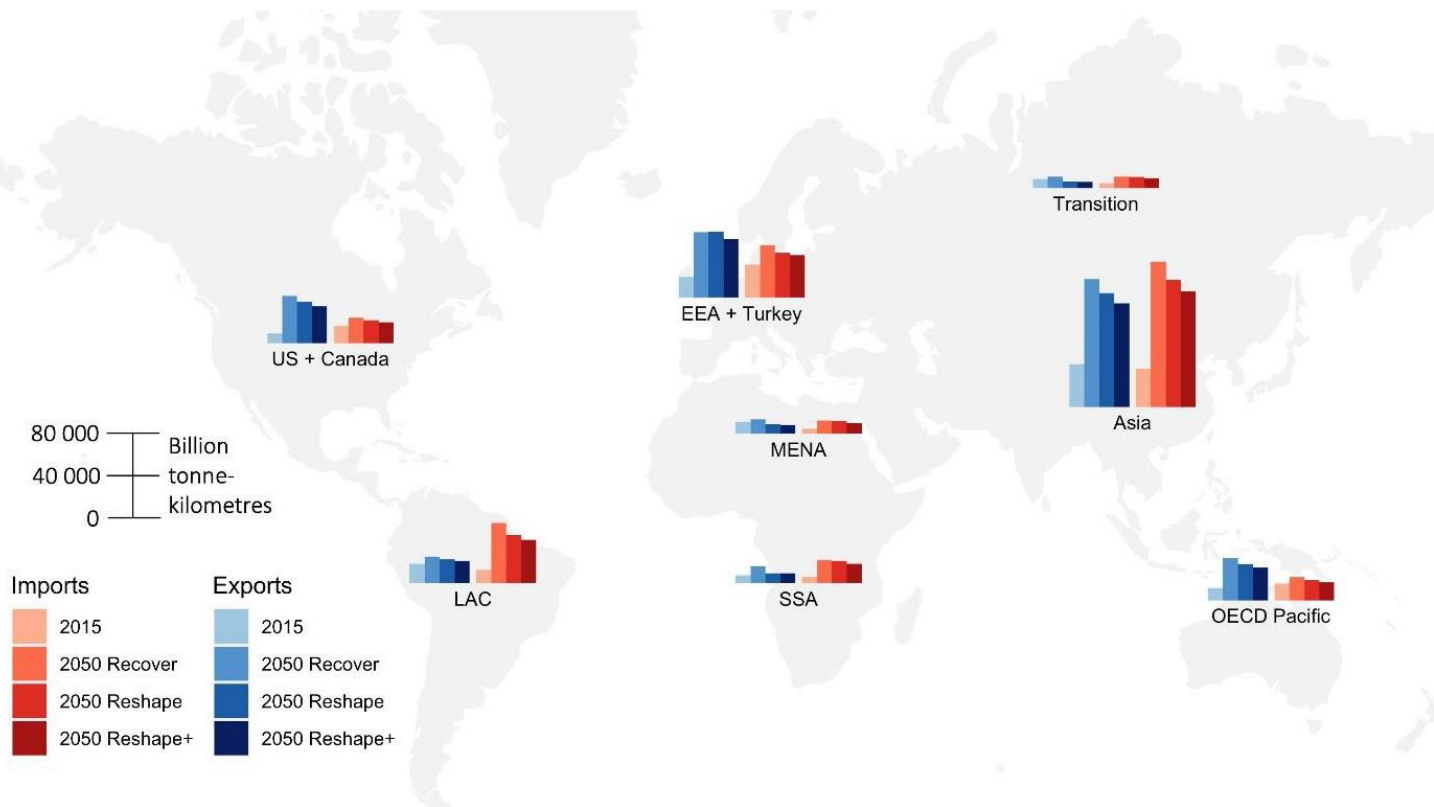 Transition
EEA + Turkey
US + Canada
Asia
MENA
80 000
40 000
0
Billion
tonne-
kilometres
LAC
SSA
OECD Pacific
Imports
2015
2050 Recover
2050 Reshape
2050 Reshape+
Exports
2015
2050 Recover
2050 Reshape
2050 Reshape+